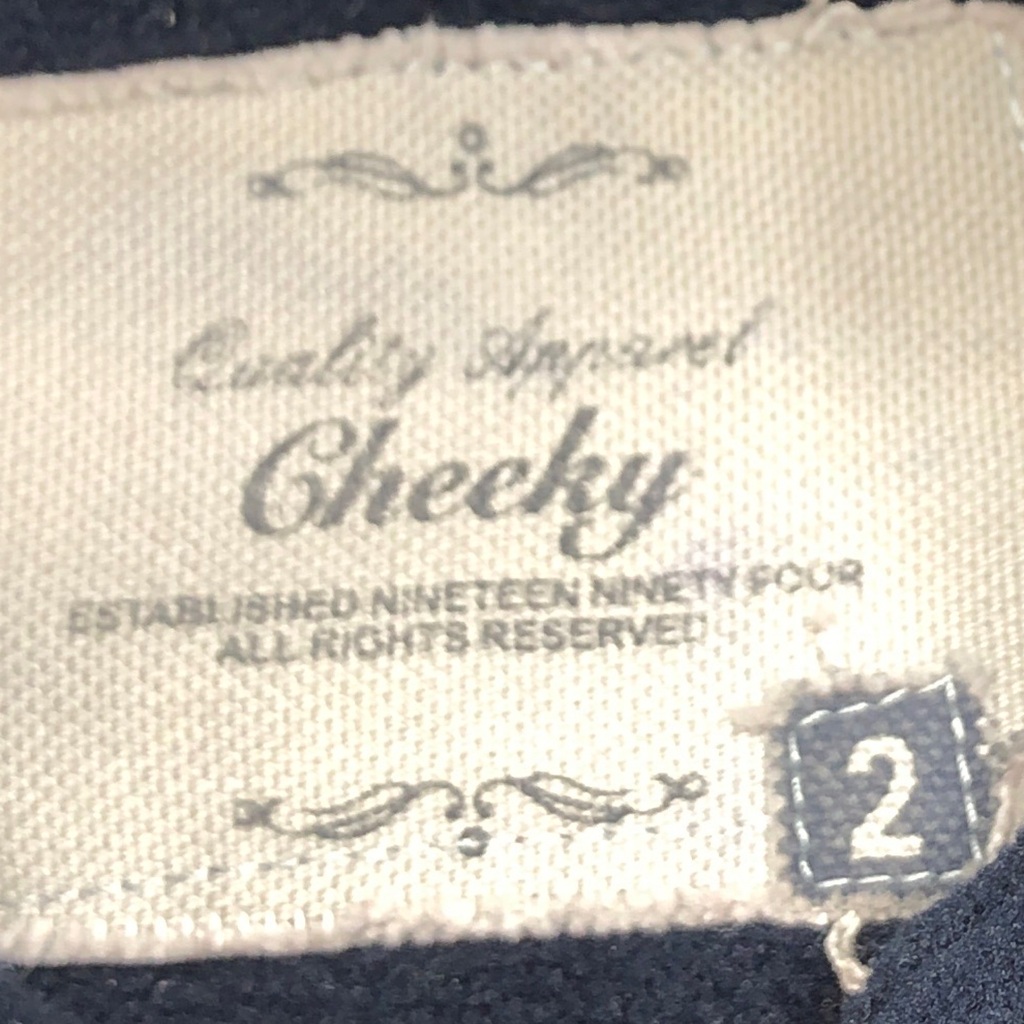 Quality Apparel
Cheeky
ESTABLISHED NINETEEN NINETY FOUR
ALL RIGHTS RESERVED
2